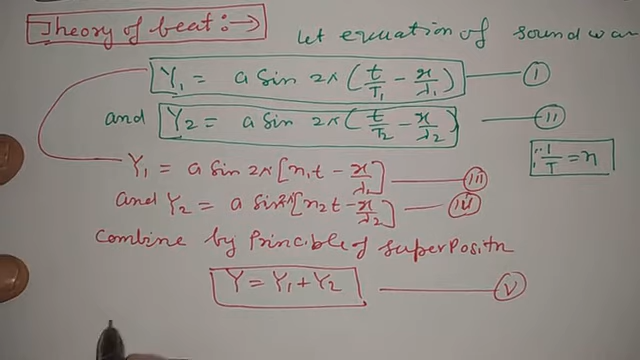 Theory of beat :→
Let equation of sound wav
Y₁ = a sin 2π (t/T₁ - x/λ₁) — (I)
and Y₂ = a sin 2π (t/T₂ - x/λ₂) — (II)
∵ 1/T = n
Y₁ = a sin 2π [n₁t - x/λ₁] — (III)
and Y₂ = a sin 2π [n₂t - x/λ₂] — (IV)
Combine by Principle of superpositn
Y = Y₁ + Y₂ — (V)